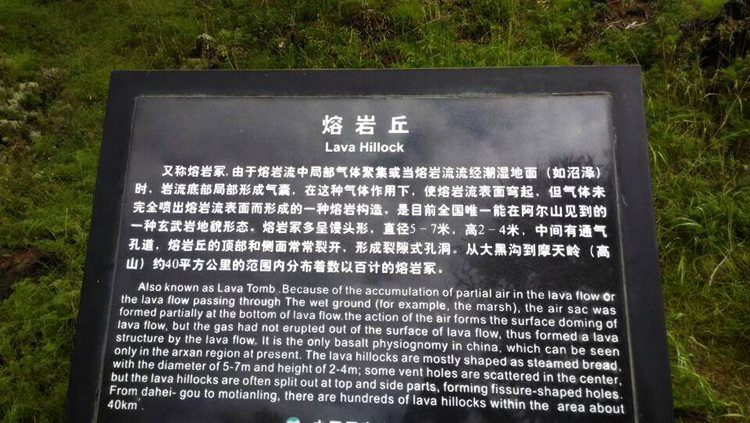 熔岩丘
Lava Hillock
又称熔岩冢,由于熔岩流中局部气体聚集或当熔岩流流经潮湿地面（如沼泽）
时，岩流底部局部形成气囊，在这种气体作用下，使熔岩流表面穹起，但气体未
完全喷出熔岩流表面而形成的一种熔岩构造。是目前全国唯一能在阿尔山见到的
一种玄武岩地貌形态。熔岩冢多呈馒头形，直径5－7米，高2－4米，中间有通气
孔道，熔岩丘的顶部和侧面常常裂开，形成裂隙式孔洞。从大黑沟到摩天岭（高
山）约40平方公里的范围内分布着数以百计的熔岩冢。
Also known as Lava Tomb .Because of the accumulation of partial air in the lava flow or
the lava flow passing through The wet ground (for example, the marsh), the air sac was
formed partially at the bottom of lava flow.the action of the air forms the surface doming of
lava flow, but the gas had not erupted out of the surface of lava flow, thus formed a lava
structure by the lava flow. It is the only basalt physiognomy in china, which can be seen
only in the arxan region at present. The lava hillocks are mostly shaped as steamed bread,
with the diameter of 5-7m and height of 2-4m; some vent holes are scattered in the center,
but the lava hillocks are often split out at top and side parts, forming fissure-shaped holes.
From dahei- gou to motianling, there are hundreds of lava hillocks within the area about
40km².